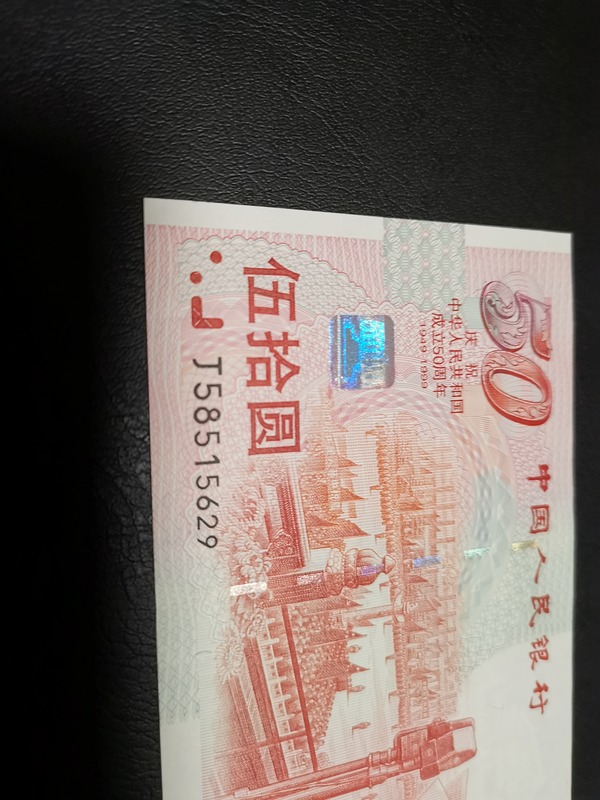 中国人民银行
50
庆祝
中华人民共和国
成立50周年
1949-1999
伍拾圆
J58515629